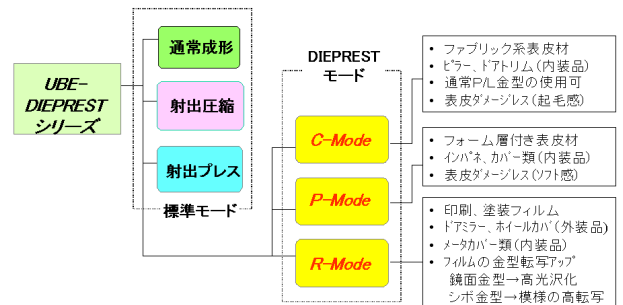 UBE-
DIEPREST
シリーズ
通常成形
射出圧縮
射出プレス
標準モード
DIEPREST
モード
C-Mode
P-Mode
R-Mode
• ファブリック系表皮材
• ピラー、ドアトリム(内装品)
• 通常P/L金型の使用可
• 表皮ダメージレス(起毛感)
• フォーム層付き表皮材
• インパネ、カバー類(内装品)
• 表皮ダメージレス(ソフト感)
• 印刷、塗装フィルム
• ドアミラー、ホイールカバ(外装品)
• メータカバー類(内装品)
• フィルムの金型転写アップ
鏡面金型→高光沢化
シボ金型→模様の高転写